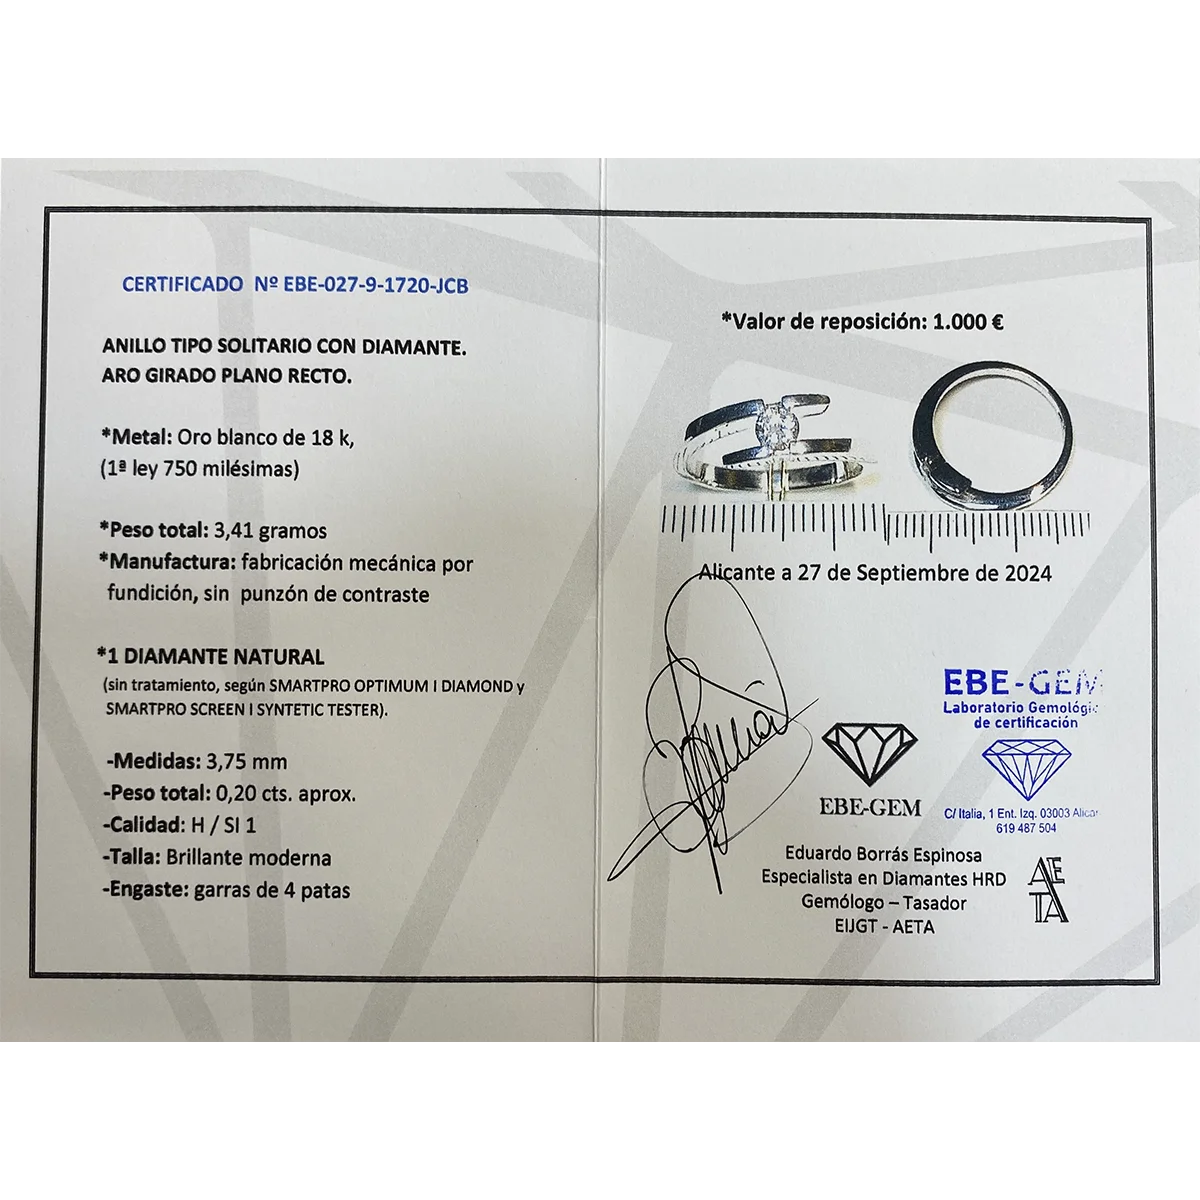 CERTIFICADO Nº EBE-027-9-1720-JCB
ANILLO TIPO SOLITARIO CON DIAMANTE.
ARO GIRADO PLANO RECTO.
*Metal: Oro blanco de 18 k,
(1ª ley 750 milésimas)
*Peso total: 3,41 gramos
*Manufactura: fabricación mecánica por
fundición, sin punzón de contraste
*1 DIAMANTE NATURAL
(sin tratamiento, según SMARTPRO OPTIMUM I DIAMOND y
SMARTPRO SCREEN I SYNTETIC TESTER).
-Medidas: 3,75 mm
-Peso total: 0,20 cts. aprox.
-Calidad: H / SI 1
-Talla: Brillante moderna
-Engaste: garras de 4 patas
*Valor de reposición: 1.000 €
Alicante a 27 de Septiembre de 2024
EBE-GEM
EBE-GEM
Laboratorio Gemológic
de certificación
C/ Italia, 1 Ent. Izq. 03003 Alicar
619 487 504
Eduardo Borrás Espinosa
Especialista en Diamantes HRD
Gemólogo – Tasador
EIJGT - AETA
AE
TA